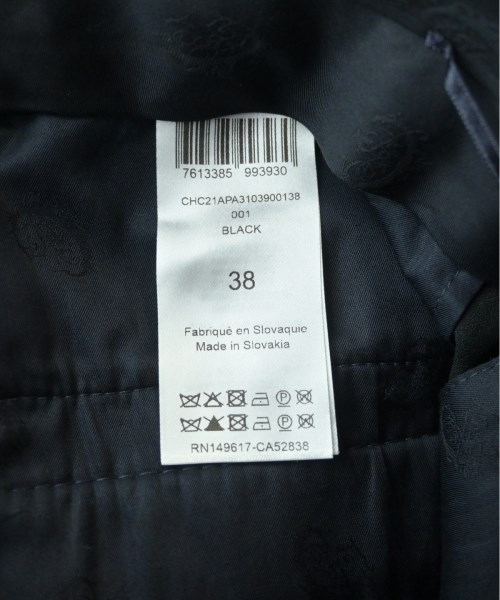 7613385 993930
CHC21APA3103900138
001
BLACK
38
Fabriqué en Slovaquie
Made in Slovakia
RN149617-CA52838